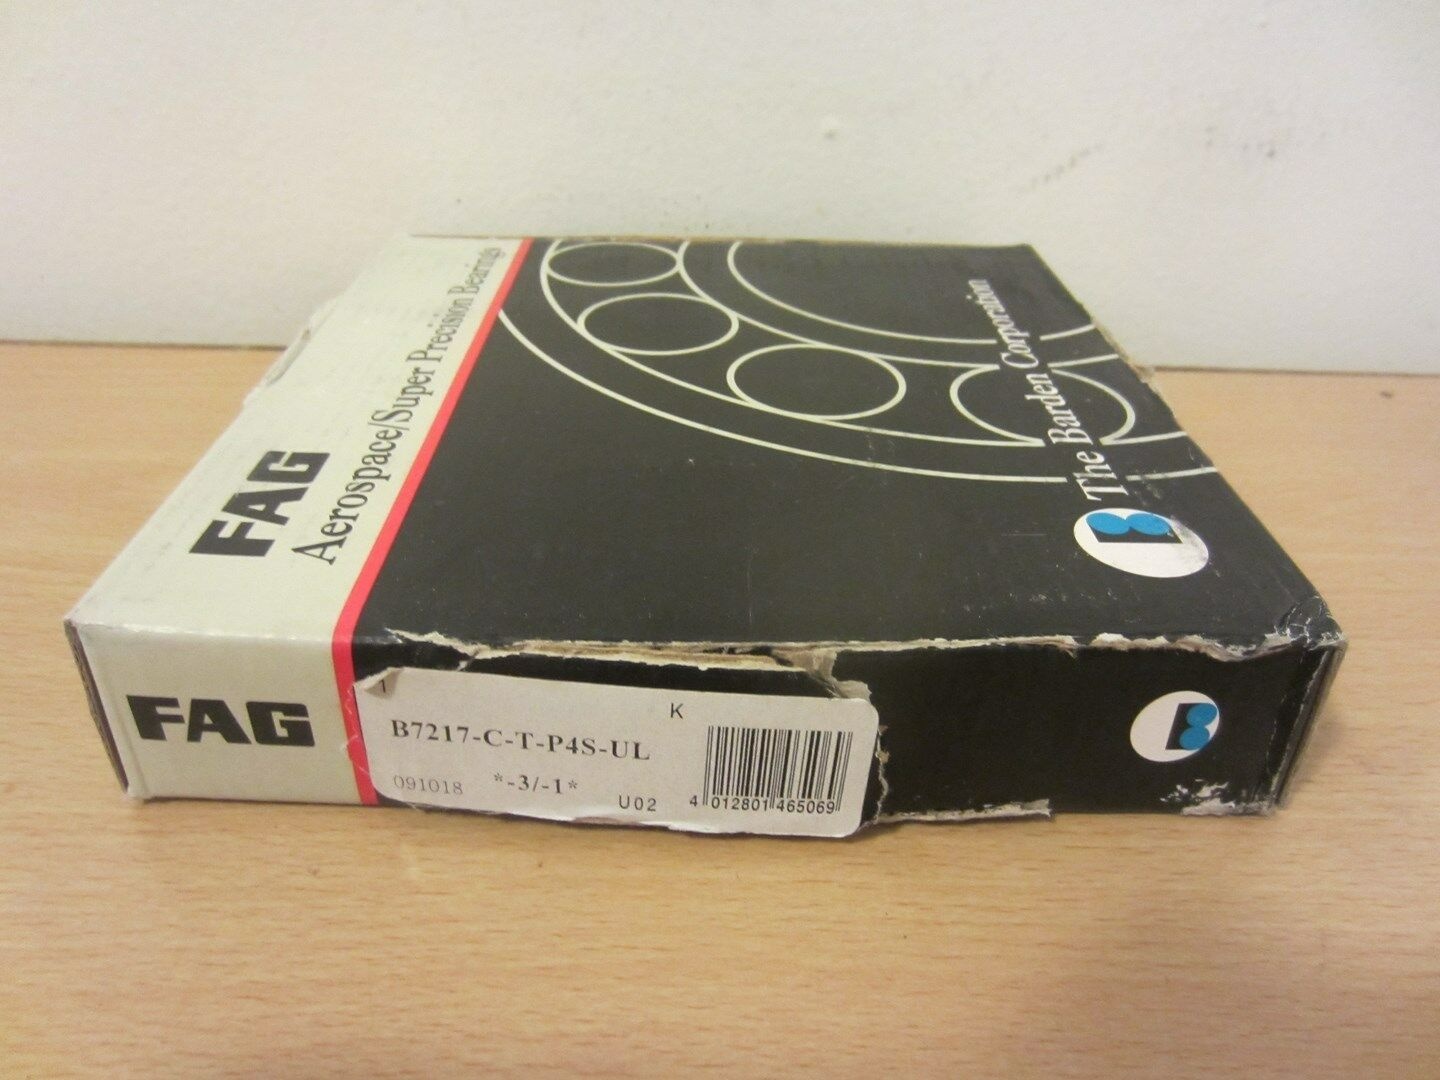 FAG
Aerospace/Super Precision Bearings
The Barden Corporation
B
FAG
1
K
B7217-C-T-P4S-UL
091018
*-3/-1*
U02
4 012801 465069
B